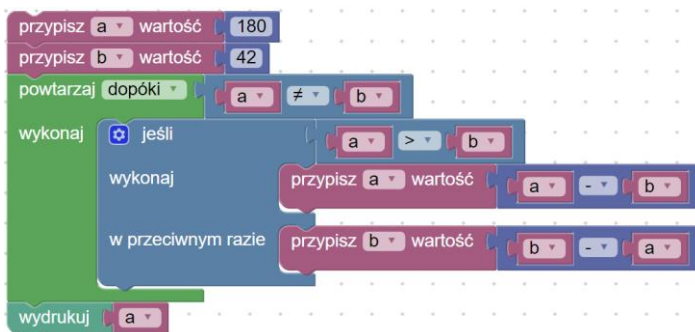 przypisz a wartość 180
przypisz b wartość 42
powtarzaj dopóki a ≠ b
wykonaj jeśli a > b
wykonaj przypisz a wartość a - b
w przeciwnym razie przypisz b wartość b - a
wydrukuj a